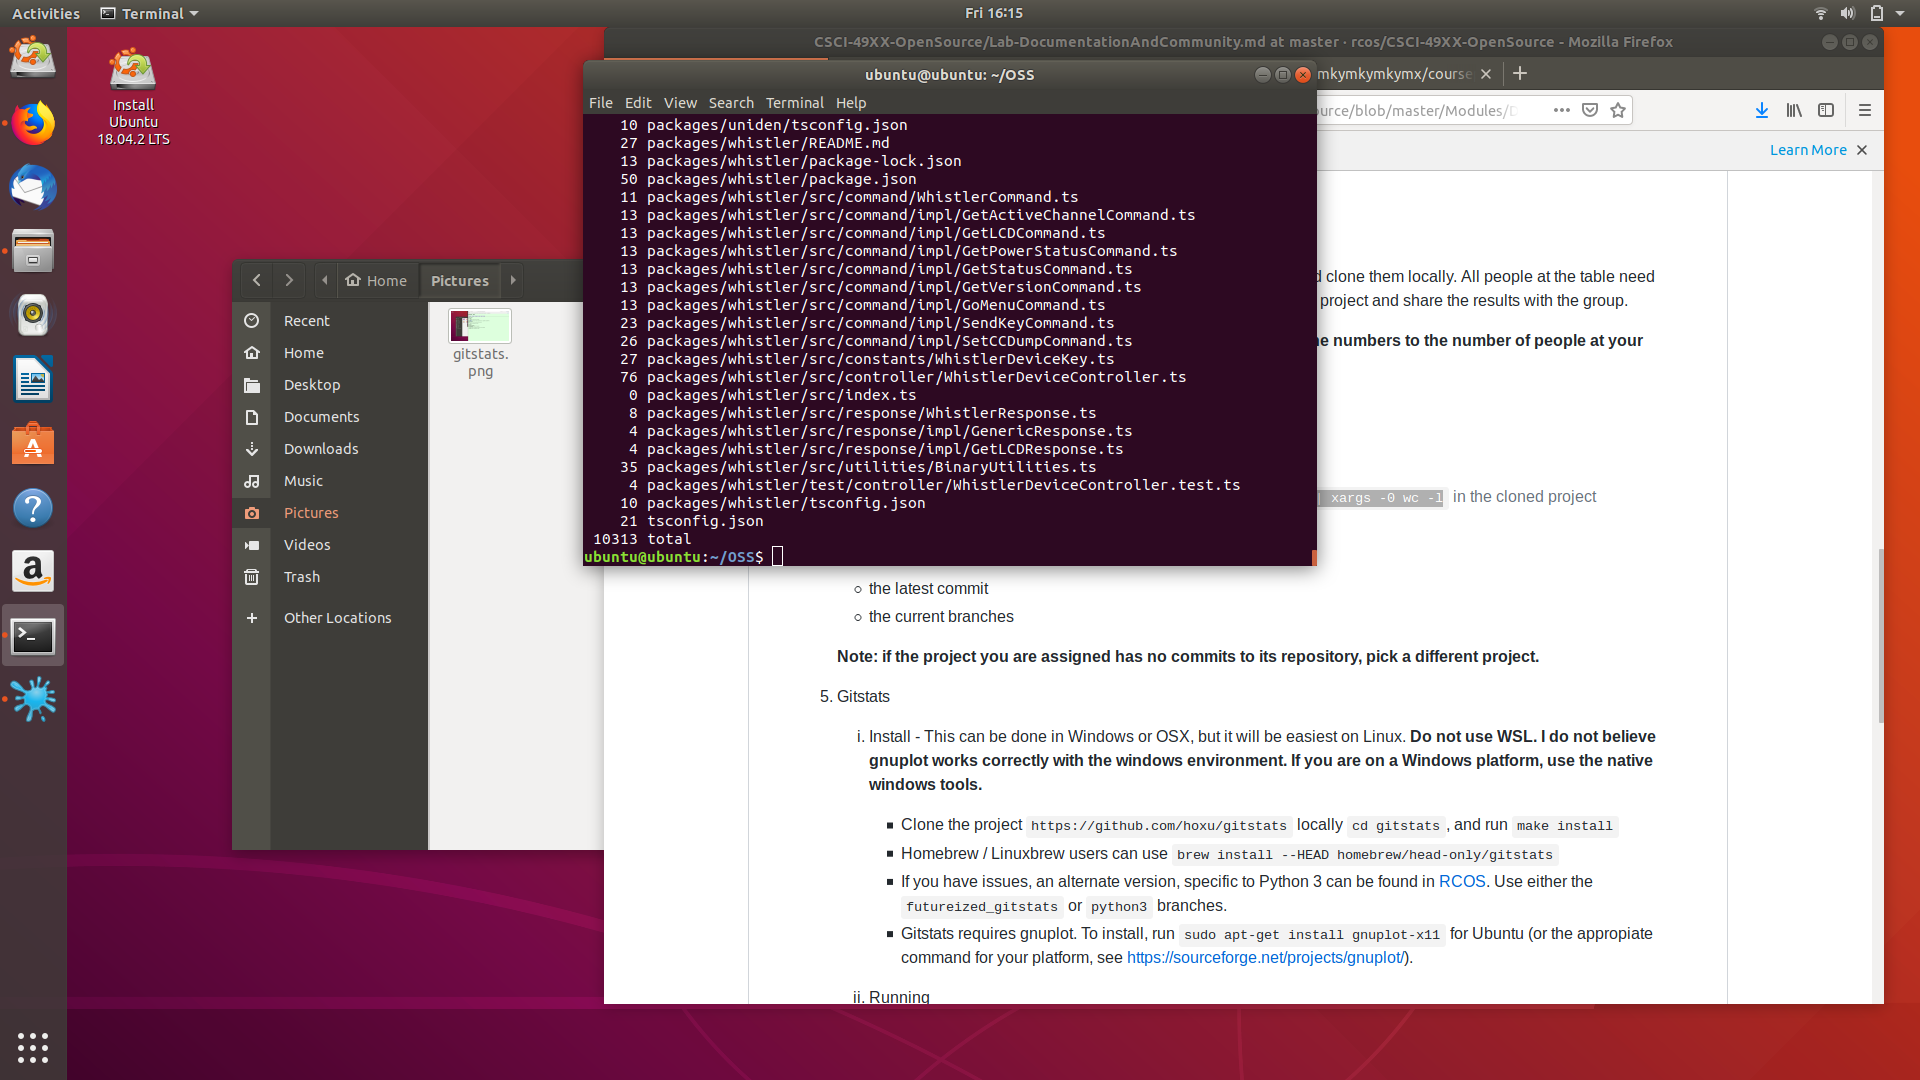 Activities
Terminal
Fri 16:15
Install
Ubuntu
18.04.2 LTS
CSCI-49XX-OpenSource/Lab-DocumentationAndCommunity.md at master · rcos/CSCI-49XX-OpenSource - Mozilla Firefox
mkymkymkymx/course
ource/blob/master/Modules/D
Learn More
ubuntu@ubuntu: ~/OSS
File Edit View Search Terminal Help
10 packages/uniden/tsconfig.json
27 packages/whistler/README.md
13 packages/whistler/package-lock.json
50 packages/whistler/package.json
11 packages/whistler/src/command/WhistlerCommand.ts
13 packages/whistler/src/command/impl/GetActiveChannelCommand.ts
13 packages/whistler/src/command/impl/GetLCDCommand.ts
13 packages/whistler/src/command/impl/GetPowerStatusCommand.ts
13 packages/whistler/src/command/impl/GetStatusCommand.ts
13 packages/whistler/src/command/impl/GetVersionCommand.ts
13 packages/whistler/src/command/impl/GoMenuCommand.ts
23 packages/whistler/src/command/impl/SendKeyCommand.ts
26 packages/whistler/src/command/impl/SetCCDumpCommand.ts
27 packages/whistler/src/constants/WhistlerDeviceKey.ts
76 packages/whistler/src/controller/WhistlerDeviceController.ts
0 packages/whistler/src/index.ts
8 packages/whistler/src/response/WhistlerResponse.ts
4 packages/whistler/src/response/impl/GenericResponse.ts
4 packages/whistler/src/response/impl/GetLCDResponse.ts
35 packages/whistler/src/utilities/BinaryUtilities.ts
4 packages/whistler/test/controller/WhistlerDeviceController.test.ts
10 packages/whistler/tsconfig.json
21 tsconfig.json
10313 total
ubuntu@ubuntu:~/OSS$
Home
Pictures
Recent
Home
Desktop
Documents
Downloads
Music
Pictures
Videos
Trash
Other Locations
gitstats.
png
d clone them locally. All people at the table need
project and share the results with the group.
e numbers to the number of people at your
| xargs -0 wc -l in the cloned project
the latest commit
the current branches
Note: if the project you are assigned has no commits to its repository, pick a different project.
5. Gitstats
i. Install - This can be done in Windows or OSX, but it will be easiest on Linux. Do not use WSL. I do not believe
gnuplot works correctly with the windows environment. If you are on a Windows platform, use the native
windows tools.
Clone the project https://github.com/hoxu/gitstats locally cd gitstats , and run make install
Homebrew / Linuxbrew users can use brew install --HEAD homebrew/head-only/gitstats
If you have issues, an alternate version, specific to Python 3 can be found in RCOS. Use either the
futureized_gitstats or python3 branches.
Gitstats requires gnuplot. To install, run sudo apt-get install gnuplot-x11 for Ubuntu (or the appropiate
command for your platform, see https://sourceforge.net/projects/gnuplot/).
ii. Running